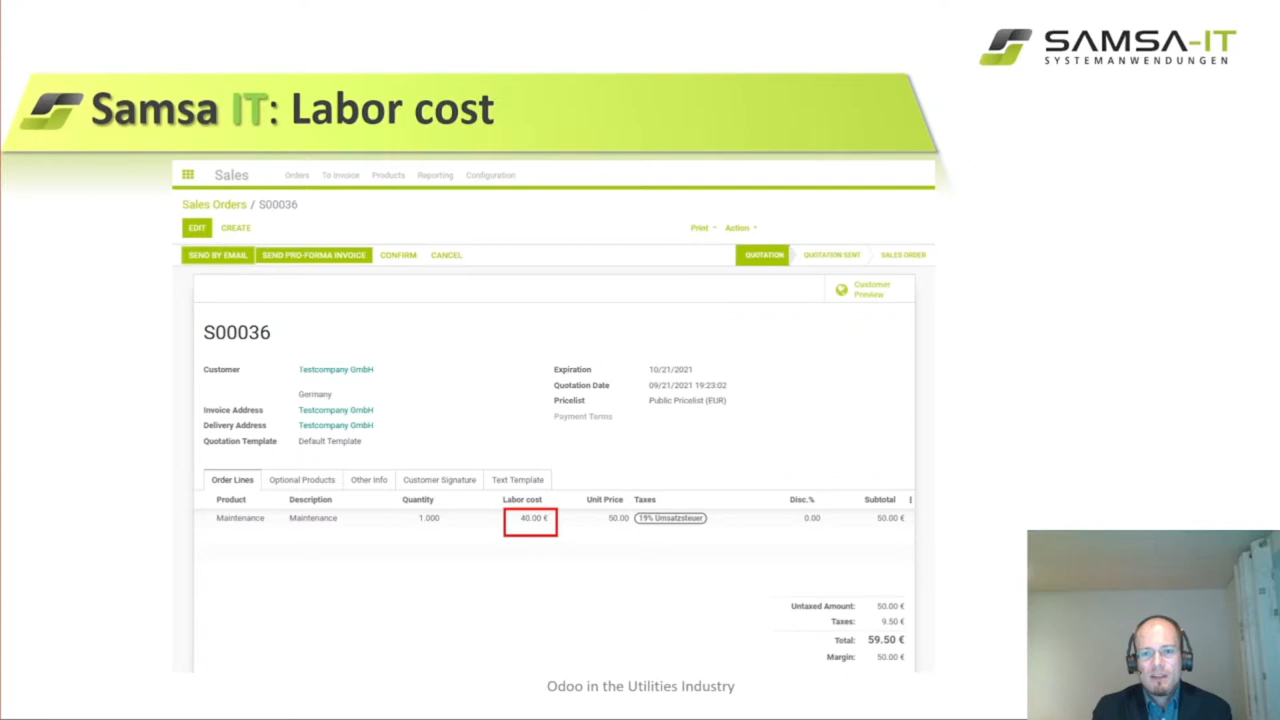 SAMSA-IT
SYSTEMANWENDUNGEN
Samsa IT: Labor cost
Sales Orders To Invoice Products Reporting Configuration
Sales Orders / S00036
EDIT CREATE Print Action
SEND BY EMAIL SEND PRO-FORMA INVOICE CONFIRM CANCEL QUOTATION QUOTATION SENT SALES ORDER
Customer
Preview
S00036
Customer Testcompany GmbH Expiration 10/21/2021
Quotation Date 09/21/2021 19:23:02
Germany
Pricelist Public Pricelist (EUR)
Invoice Address Testcompany GmbH
Payment Terms
Delivery Address Testcompany GmbH
Quotation Template Default Template
Order Lines Optional Products Other Info Customer Signature Text Template
Product Description Quantity Labor cost Unit Price Taxes Disc.% Subtotal
Maintenance Maintenance 1.000 40.00 € 50.00 19% Umsatzsteuer 0.00 50.00 €
Untaxed Amount: 50.00 €
Taxes: 9.50 €
Total: 59.50 €
Margin: 50.00 €
Odoo in the Utilities Industry